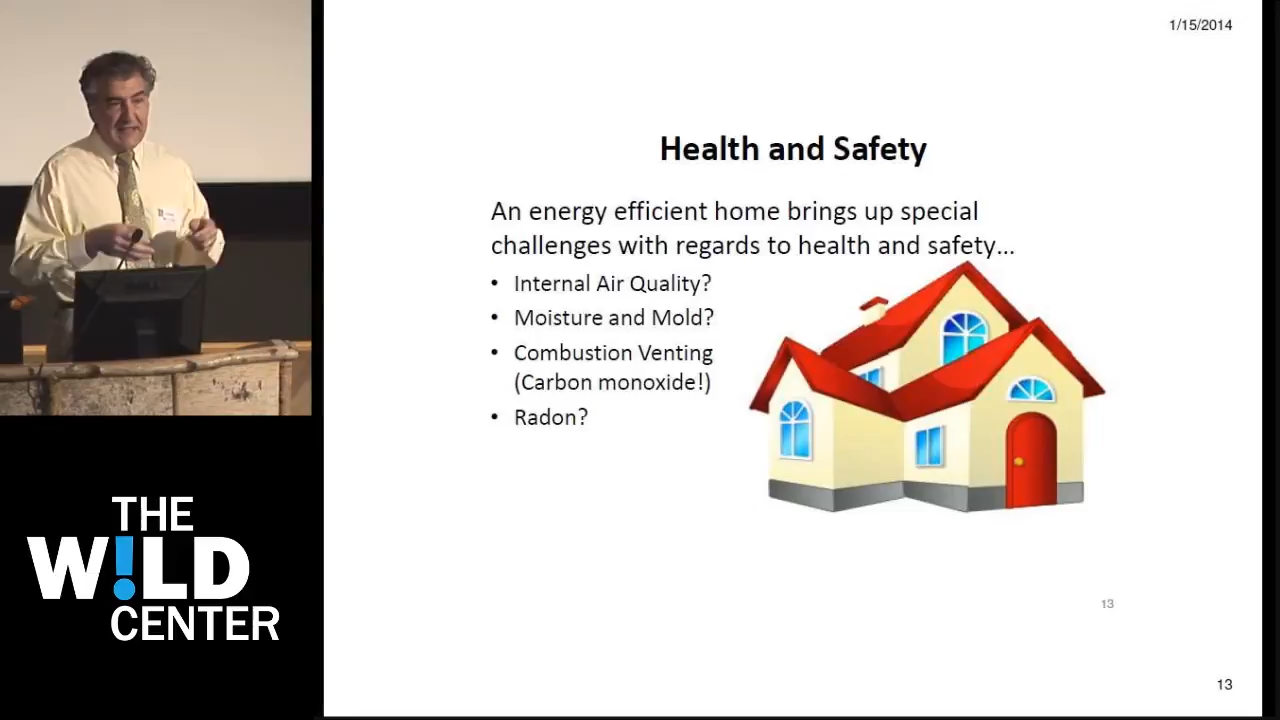 1/15/2014
Health and Safety
An energy efficient home brings up special
challenges with regards to health and safety...
• Internal Air Quality?
• Moisture and Mold?
• Combustion Venting
(Carbon monoxide!)
• Radon?
13
13
THE
W!LD
CENTER